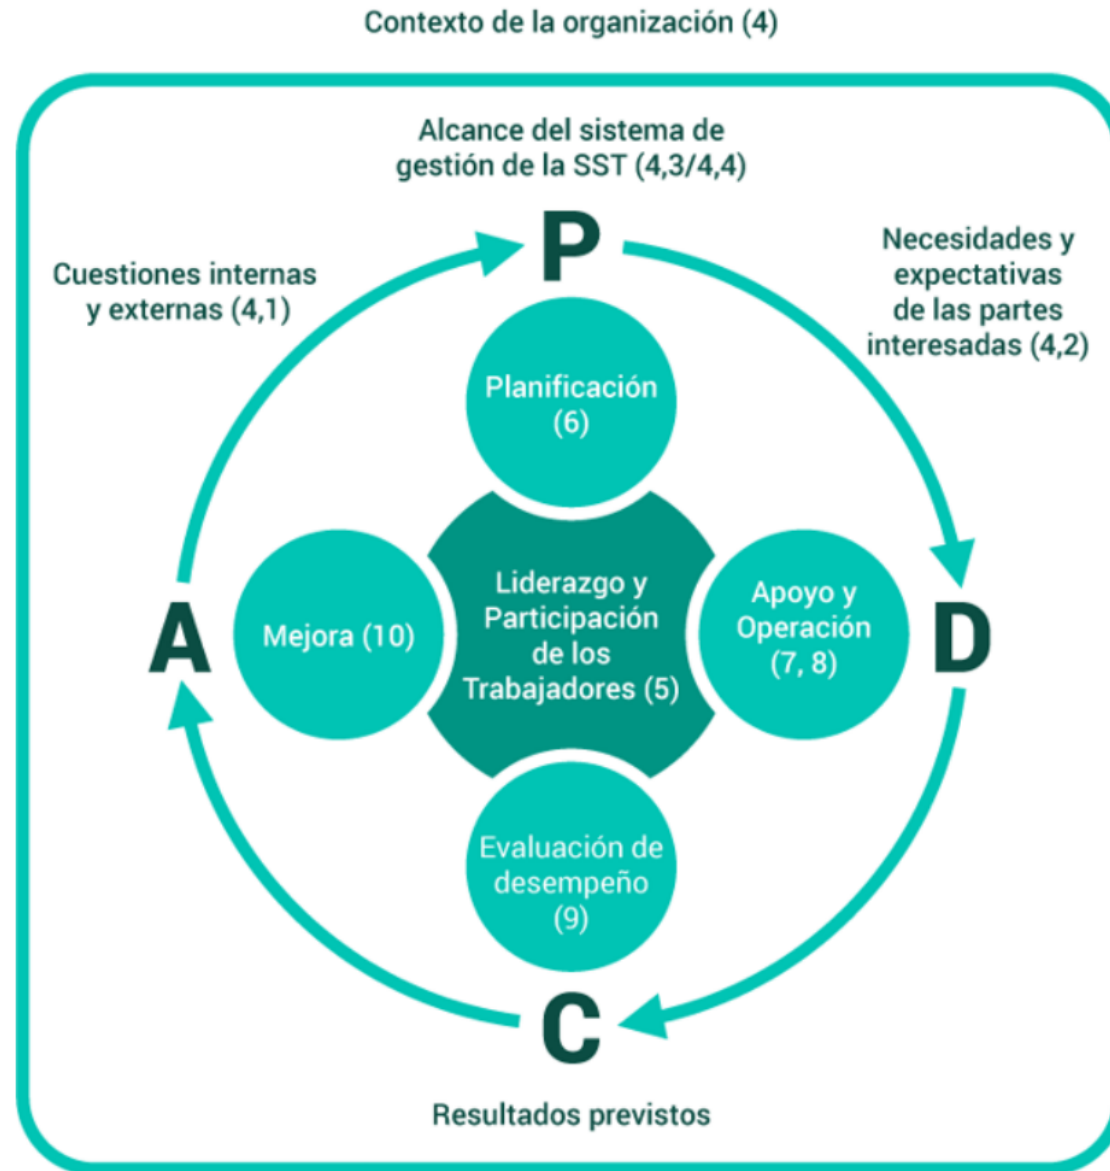 Contexto de la organización (4)
Alcance del sistema de
gestión de la SST (4,3/4,4)
P
Cuestiones internas
y externas (4,1)
Necesidades y
expectativas
de las partes
interesadas (4,2)
Planificación
(6)
A
Mejora (10)
Liderazgo y
Participación
de los
Trabajadores (5)
Apoyo y
Operación
(7, 8)
D
Evaluación de
desempeño
(9)
C
Resultados previstos